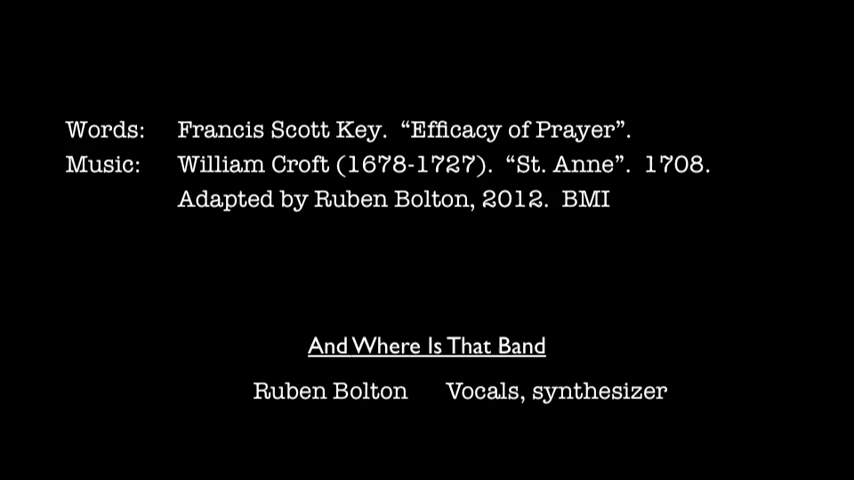 Words: Francis Scott Key. “Efficacy of Prayer”.
Music: William Croft (1678-1727). “St. Anne”. 1708.
Adapted by Ruben Bolton, 2012. BMI
And Where Is That Band
Ruben Bolton Vocals, synthesizer